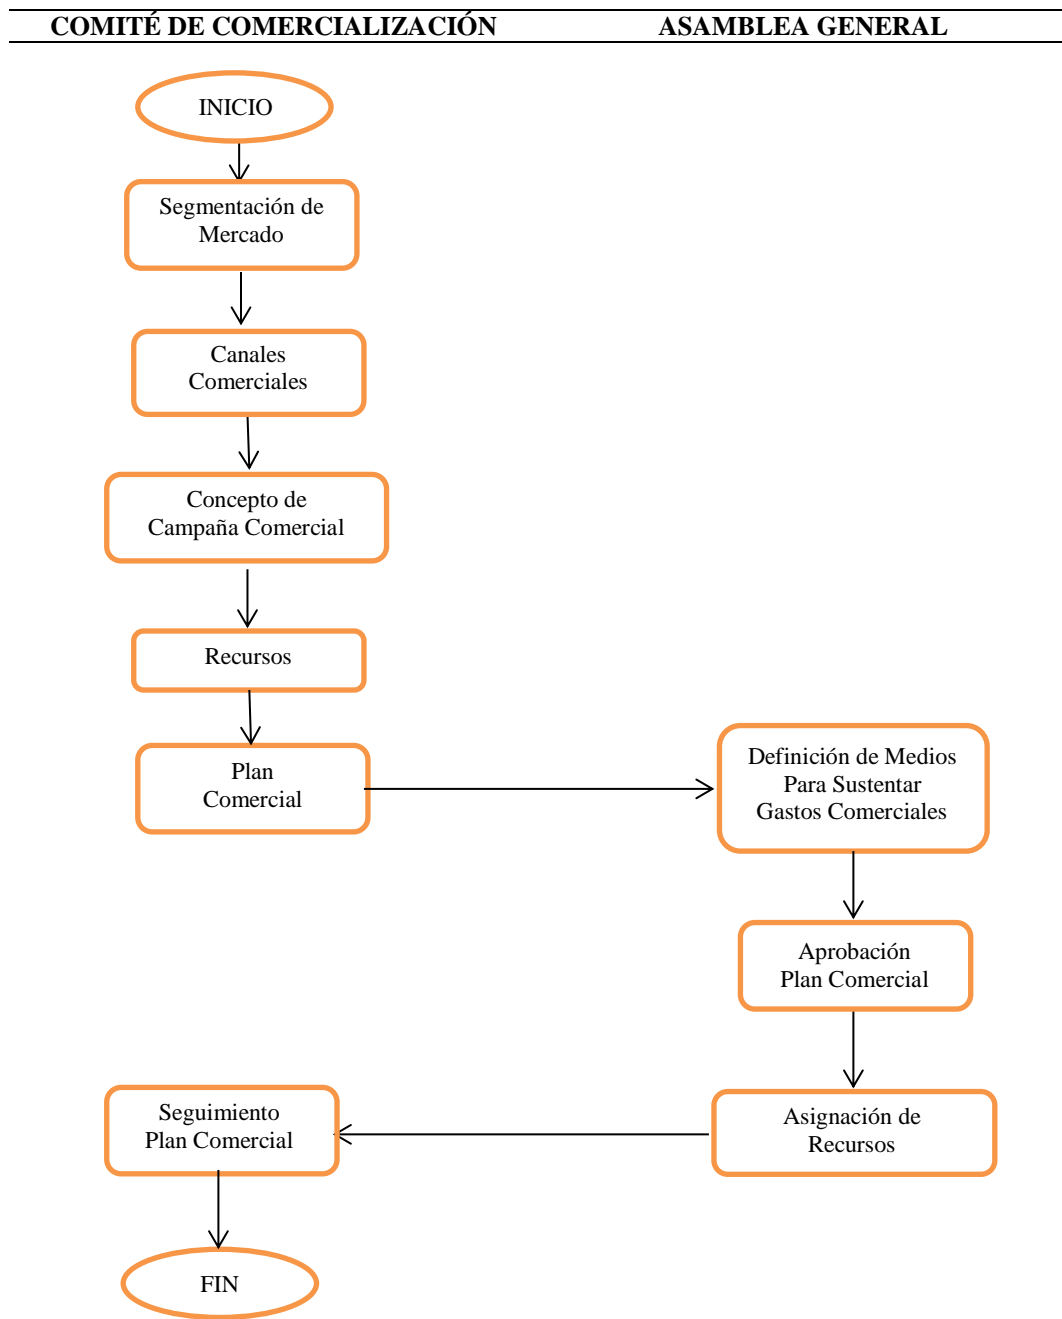 COMITÉ DE COMERCIALIZACIÓN
ASAMBLEA GENERAL
INICIO
Segmentación de
Mercado
Canales
Comerciales
Concepto de
Campaña Comercial
Recursos
Plan
Comercial
Definición de Medios
Para Sustentar
Gastos Comerciales
Aprobación
Plan Comercial
Asignación de
Recursos
Seguimiento
Plan Comercial
FIN